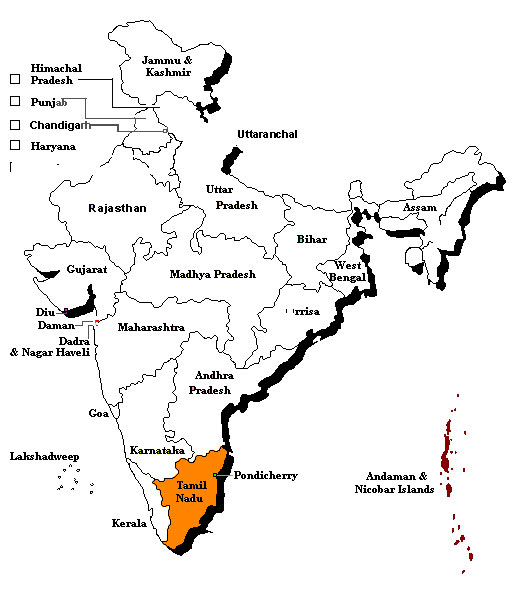 Jammu &
Kashmir
Himachal
Pradesh
Punjab
Chandigarh
Haryana
Uttaranchal
Uttar
Pradesh
Rajasthan
Assam
Bihar
West
Bengal
Gujarat
Madhya Pradesh
rrisa
Diu
Daman
Dadra
& Nagar Haveli
Maharashtra
Andhra
Pradesh
Goa
Karnataka
Lakshadweep
Tamil
Nadu
Pondicherry
Andaman &
Nicobar Islands
Kerala